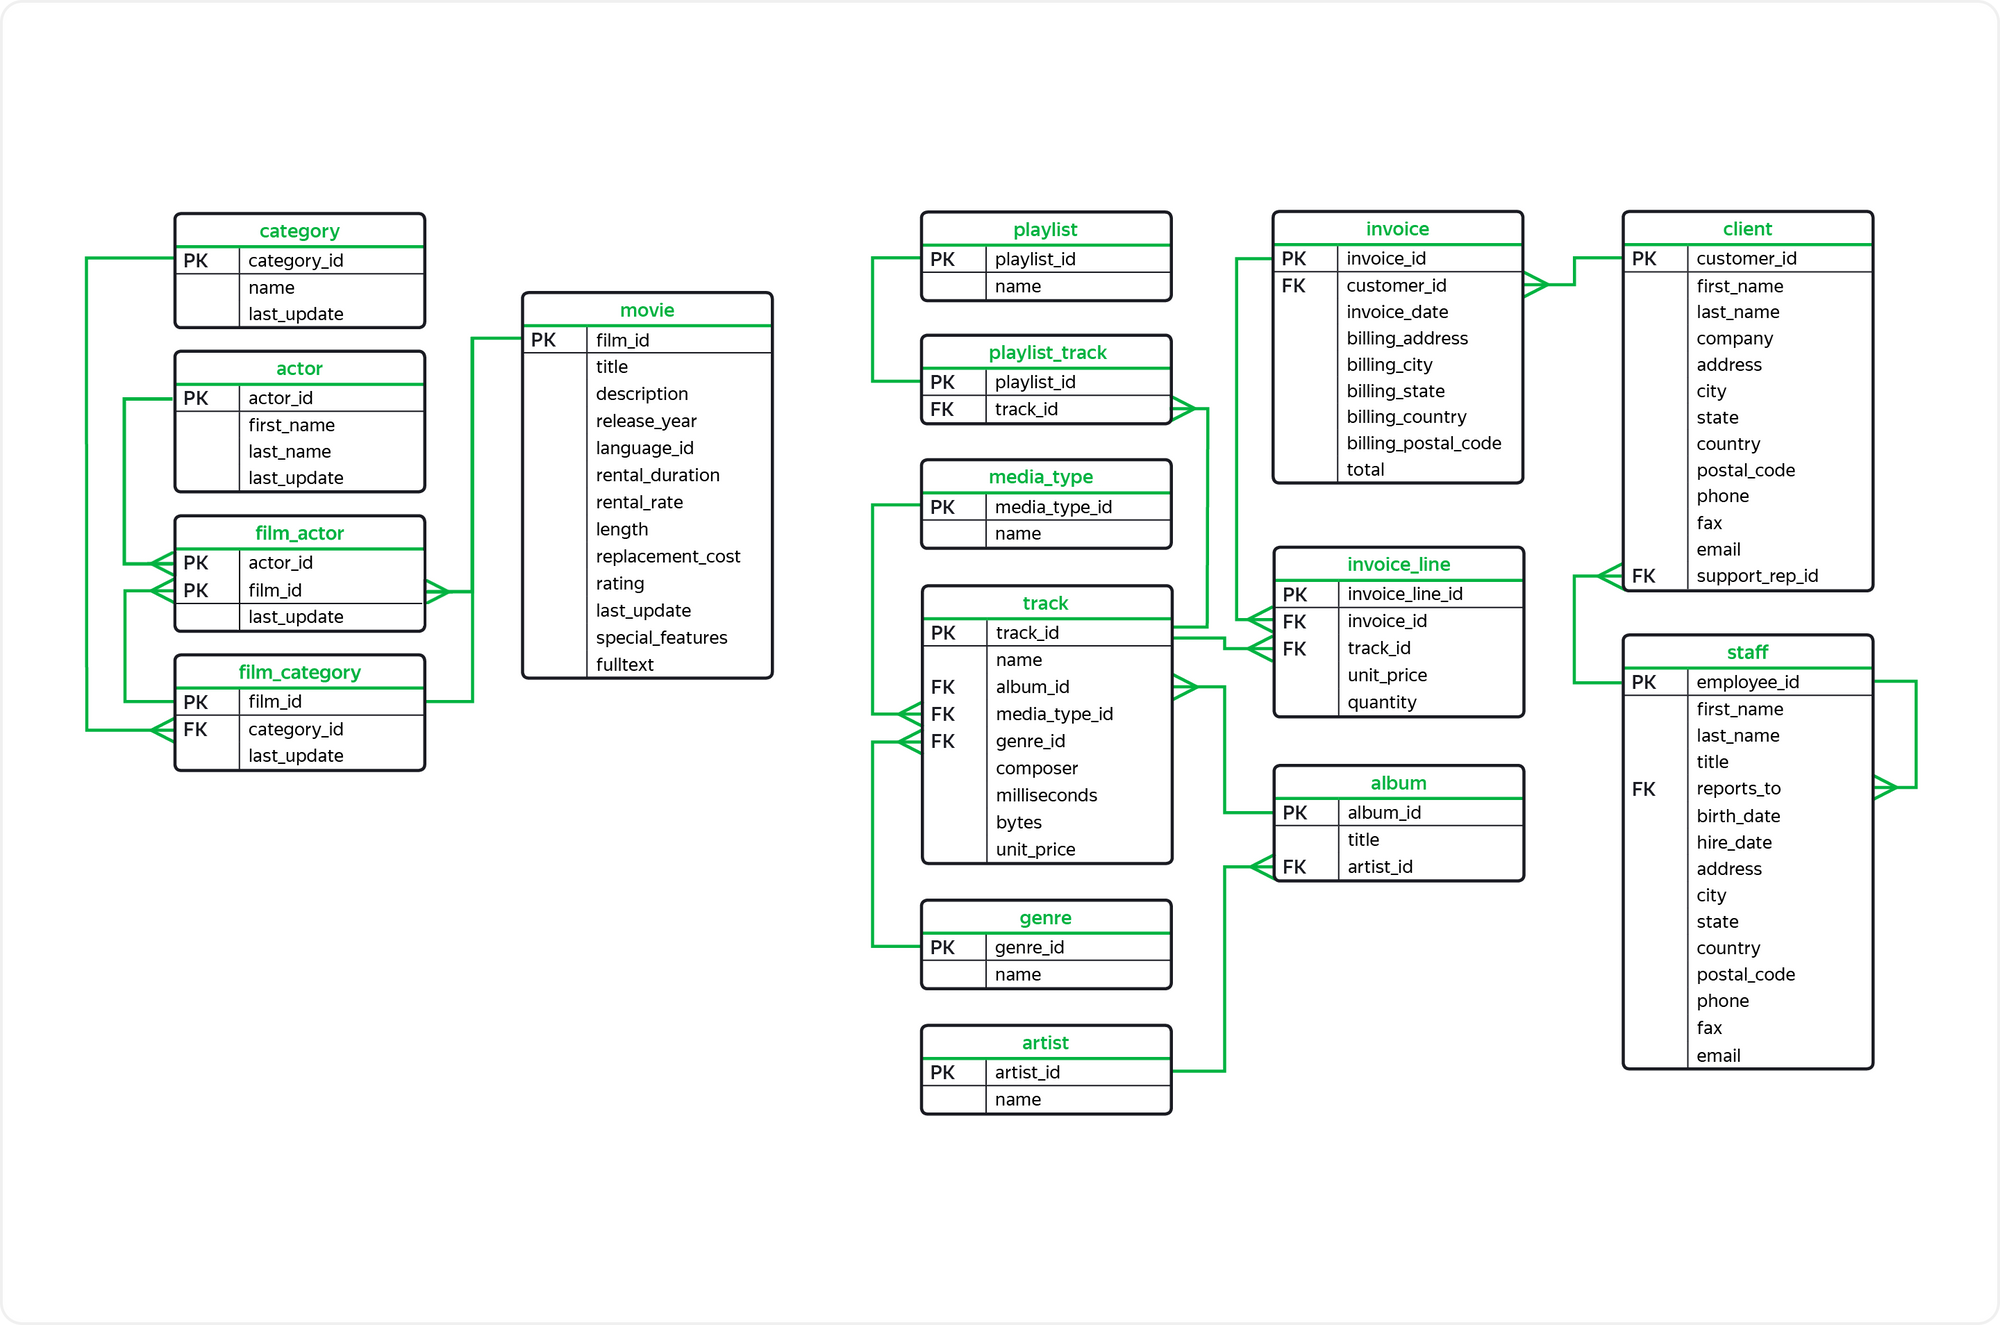 category
PK category_id
name
last_update
actor
PK actor_id
first_name
last_name
last_update
film_actor
PK actor_id
PK film_id
last_update
film_category
PK film_id
FK category_id
last_update
movie
PK film_id
title
description
release_year
language_id
rental_duration
rental_rate
length
replacement_cost
rating
last_update
special_features
fulltext
playlist
PK playlist_id
name
playlist_track
PK playlist_id
FK track_id
media_type
PK media_type_id
name
track
PK track_id
name
FK album_id
FK media_type_id
FK genre_id
composer
milliseconds
bytes
unit_price
genre
PK genre_id
name
artist
PK artist_id
name
invoice
PK invoice_id
FK customer_id
invoice_date
billing_address
billing_city
billing_state
billing_country
billing_postal_code
total
invoice_line
PK invoice_line_id
FK invoice_id
FK track_id
unit_price
quantity
album
PK album_id
title
FK artist_id
client
PK customer_id
first_name
last_name
company
address
city
state
country
postal_code
phone
fax
email
FK support_rep_id
staff
PK employee_id
first_name
last_name
title
FK reports_to
birth_date
hire_date
address
city
state
country
postal_code
phone
fax
email